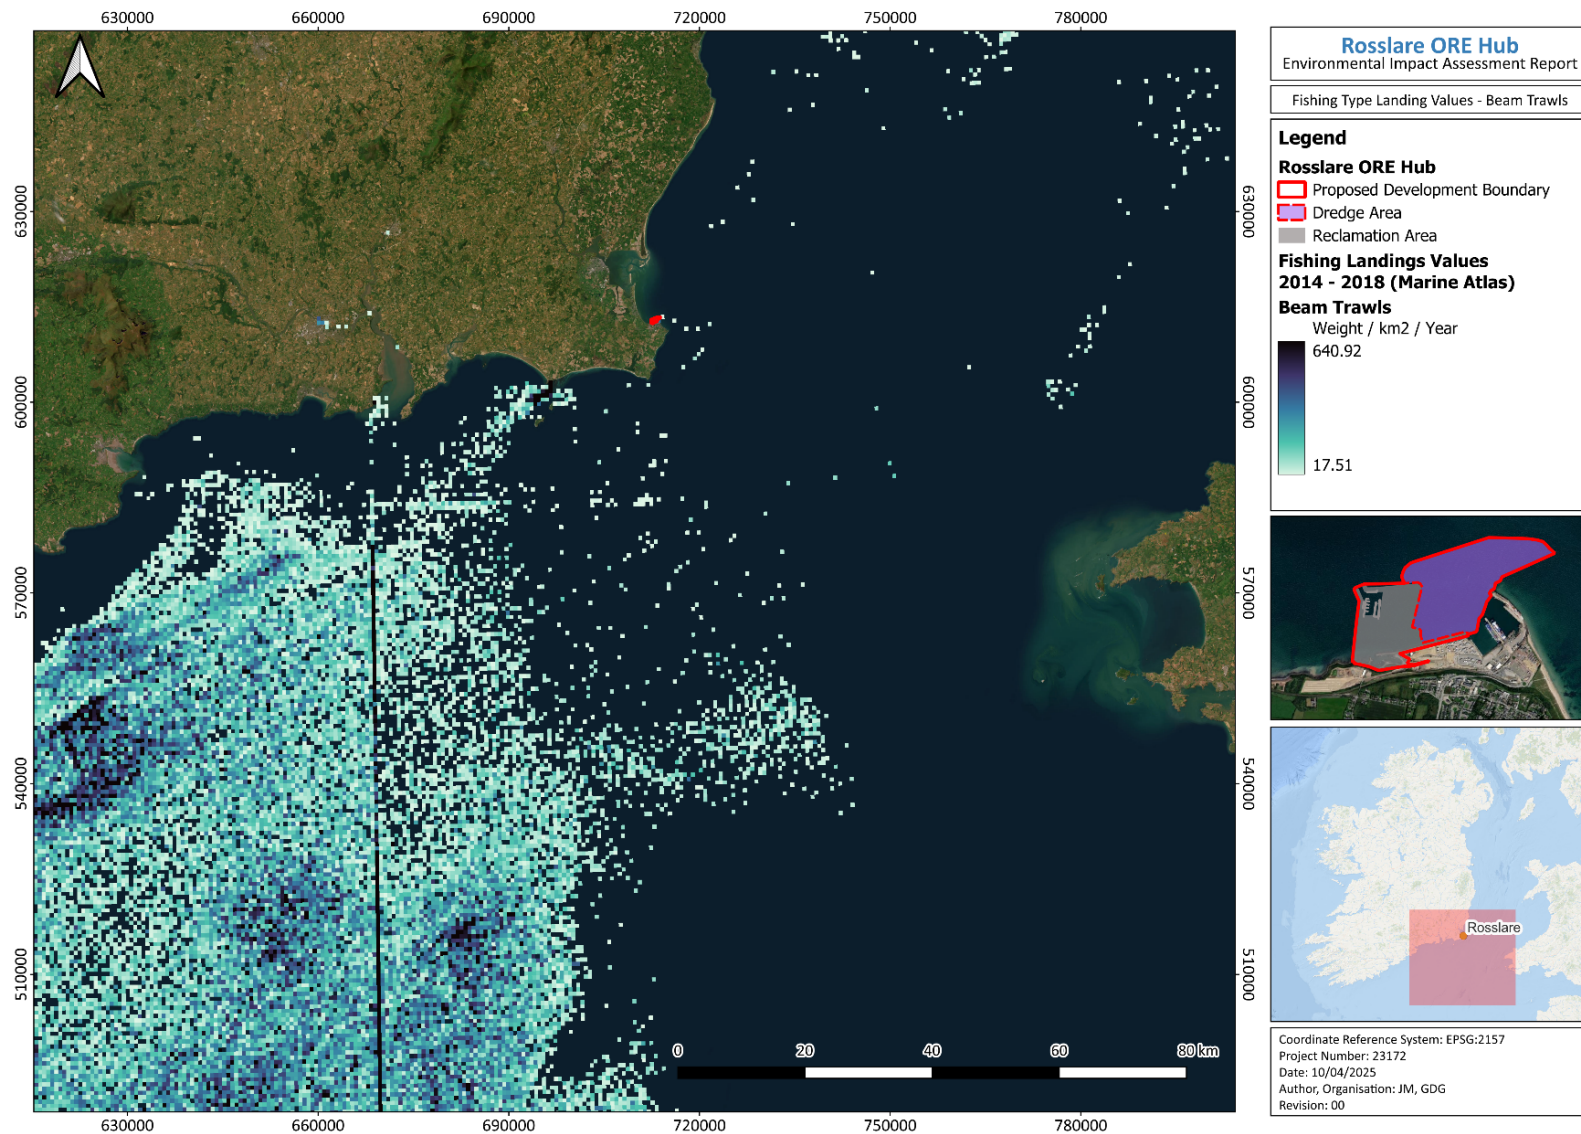 630000 660000 690000 720000 750000 780000
Rosslare ORE Hub
Environmental Impact Assessment Report
Fishing Type Landing Values - Beam Trawls
Legend
Rosslare ORE Hub
Proposed Development Boundary
Dredge Area
Reclamation Area
Fishing Landings Values
2014 - 2018 (Marine Atlas)
Beam Trawls
Weight / km2 / Year
640.92
17.51
630000
600000
570000
540000
510000
630000
600000
570000
540000
510000
0 20 40 60 80 km
630000 660000 690000 720000 750000 780000
Rosslare
Coordinate Reference System: EPSG:2157
Project Number: 23172
Date: 10/04/2025
Author, Organisation: JM, GDG
Revision: 00